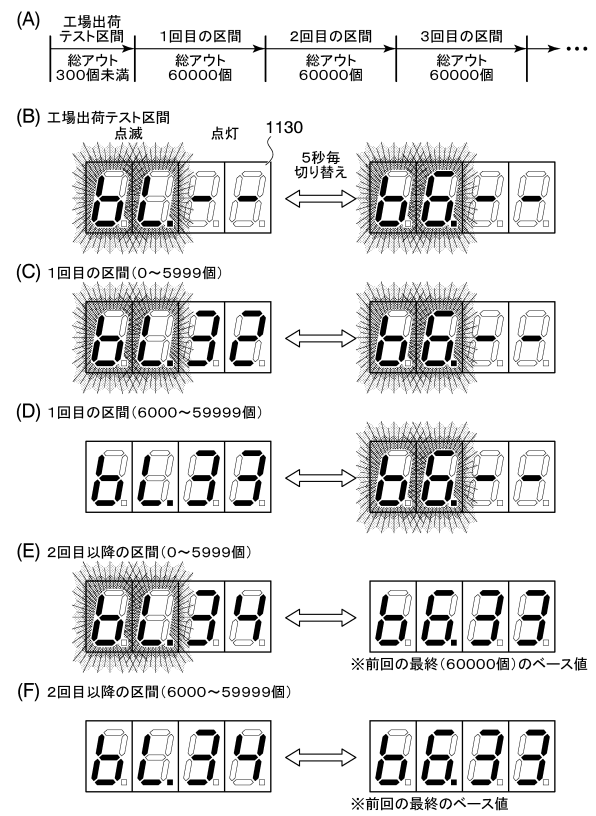 (A)
工場出荷
テスト区間
1回目の区間
2回目の区間
3回目の区間
総アウト
300個未満
総アウト
60000個
総アウト
60000個
総アウト
60000個
•••
(B) 工場出荷テスト区間
点滅
点灯
1130
5秒毎
切り替え
bL.--
b6.--
(C) 1回目の区間(0〜5999個)
bL.32
b6.--
(D) 1回目の区間(6000〜59999個)
bL.33
b6.--
(E) 2回目以降の区間(0〜5999個)
bL.34
b6.33
※前回の最終(60000個)のベース値
(F) 2回目以降の区間(6000〜59999個)
bL.34
b6.33
※前回の最終のベース値